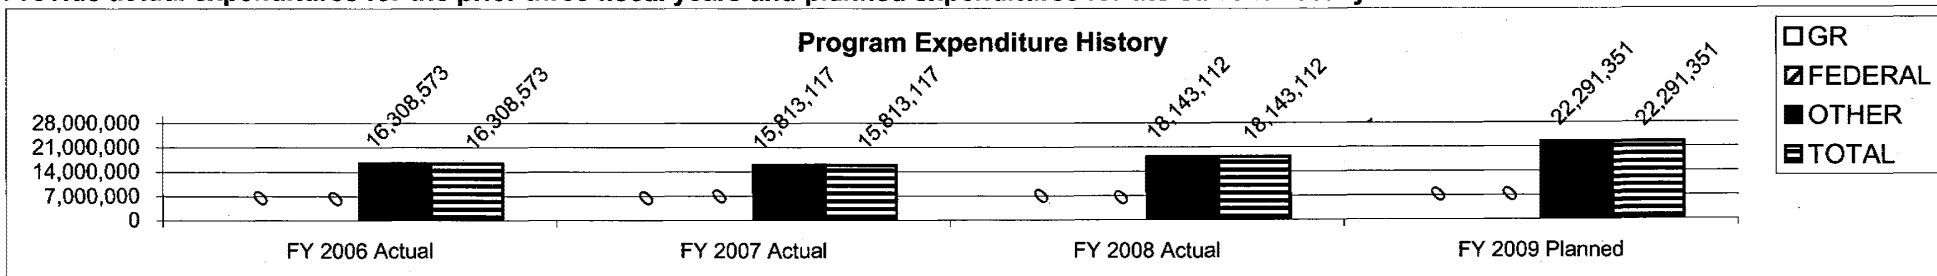 Program Expenditure History
GR
FEDERAL
OTHER
TOTAL
28,000,000
21,000,000
14,000,000
7,000,000
0
0 0 16,308,573 16,308,573
0 0 15,813,117 15,813,117
0 0 18,143,112 18,143,112
0 0 22,291,351 22,291,351
FY 2006 Actual FY 2007 Actual FY 2008 Actual FY 2009 Planned